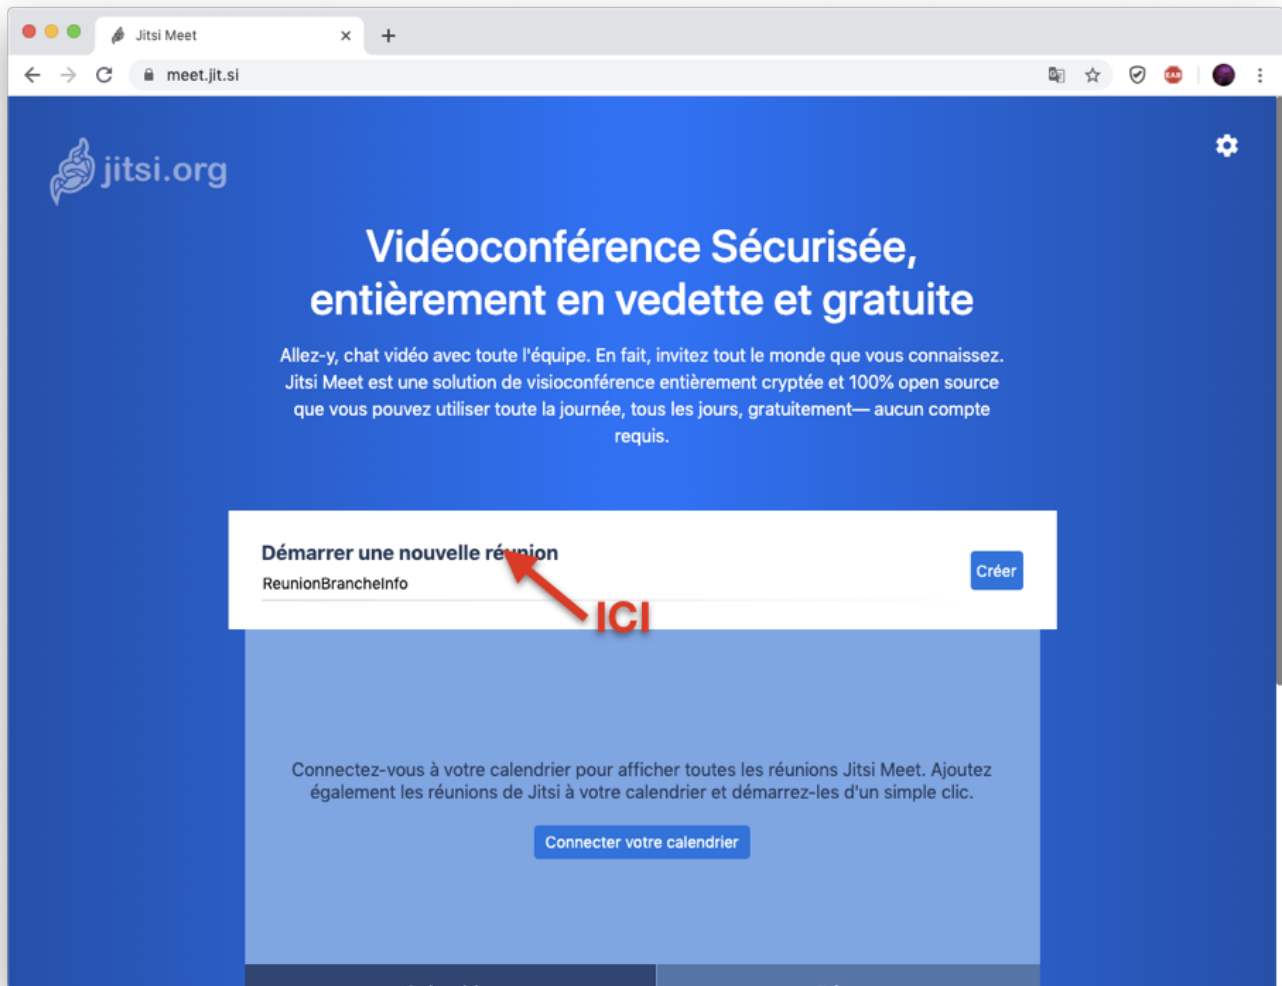 Jitsi Meet
meet.jit.si
EAB
jitsi.org
Vidéoconférence Sécurisée,
entièrement en vedette et gratuite
Allez-y, chat vidéo avec toute l'équipe. En fait, invitez tout le monde que vous connaissez.
Jitsi Meet est une solution de visioconférence entièrement cryptée et 100% open source
que vous pouvez utiliser toute la journée, tous les jours, gratuitement— aucun compte
requis.
Démarrer une nouvelle réunion
ReunionBrancheInfo
Créer
ICI
Connectez-vous à votre calendrier pour afficher toutes les réunions Jitsi Meet. Ajoutez
également les réunions de Jitsi à votre calendrier et démarrez-les d'un simple clic.
Connecter votre calendrier